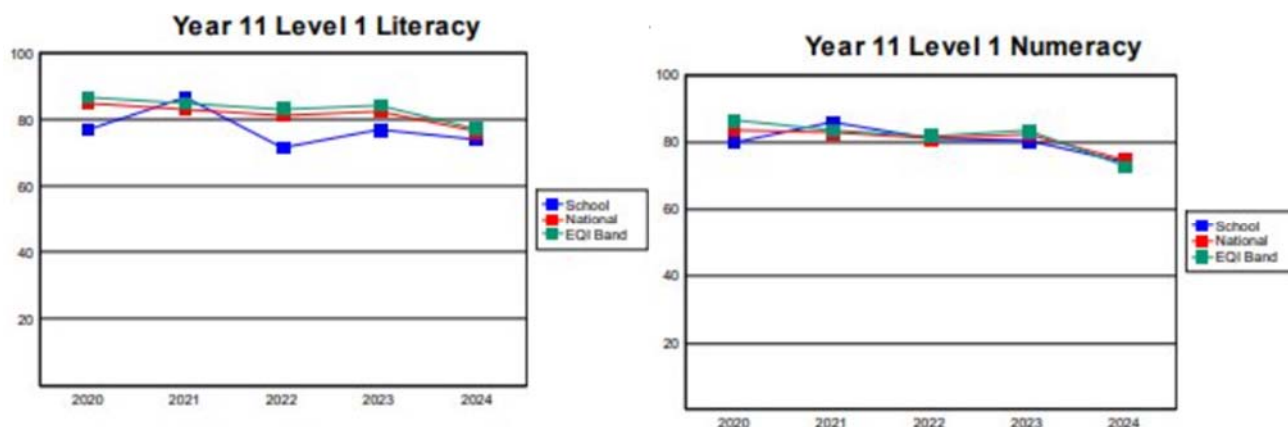 Year 11 Level 1 Literacy
100
80
60
40
20
2020 2021 2022 2023 2024
School
National
EQI Band
Year 11 Level 1 Numeracy
100
80
60
40
20
2020 2021 2022 2023 2024
School
National
EQI Band